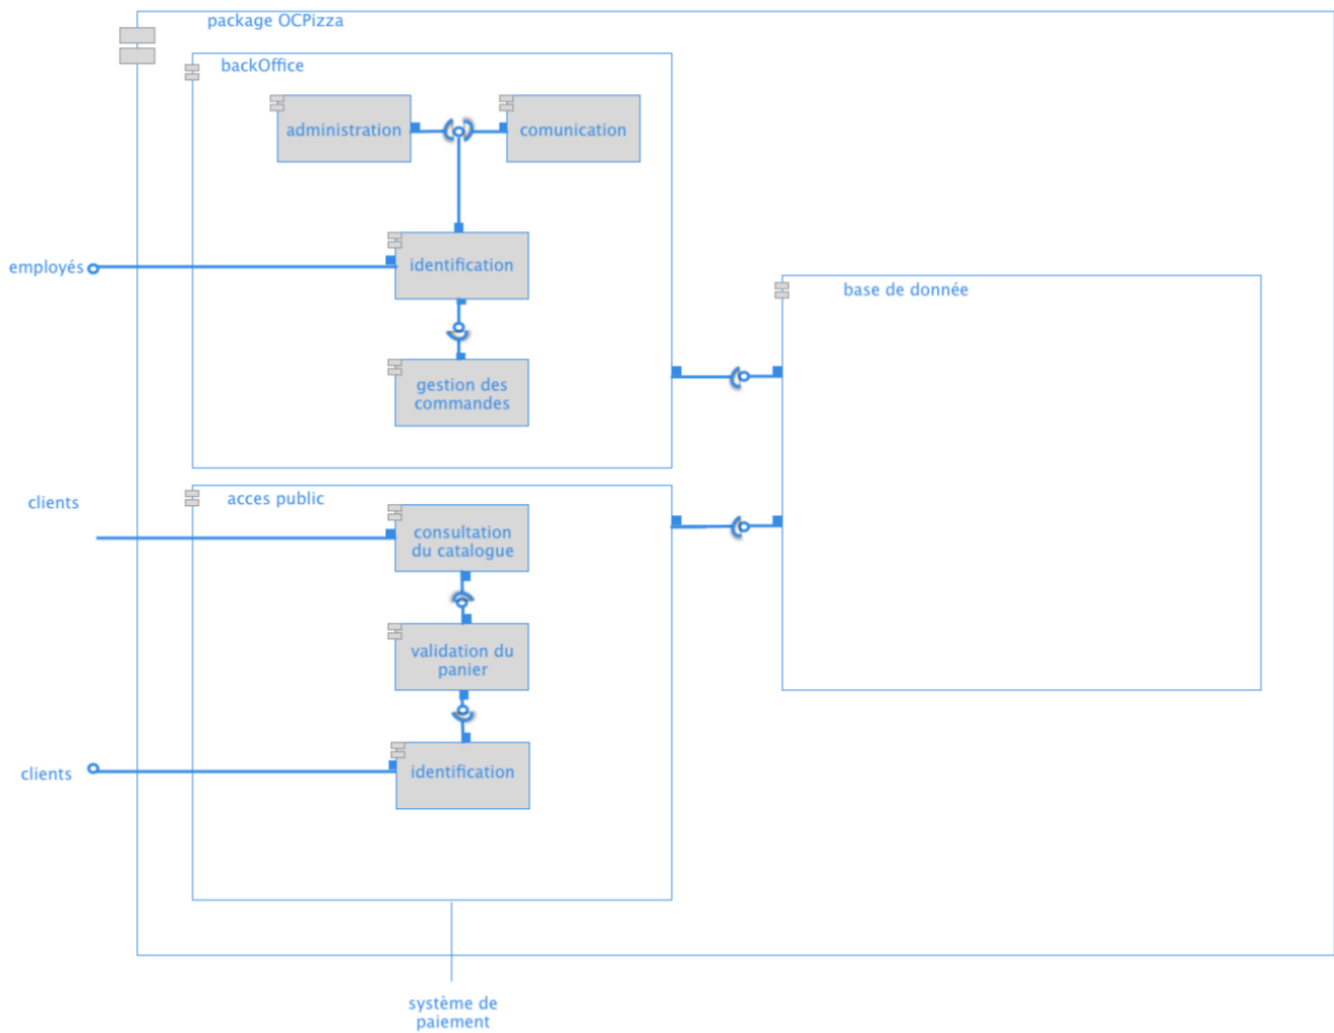 package OCPizza
backOffice
administration
comunication
employés
identification
base de donnée
gestion des
commandes
clients
acces public
consultation
du catalogue
validation du
panier
clients
identification
système de
paiement